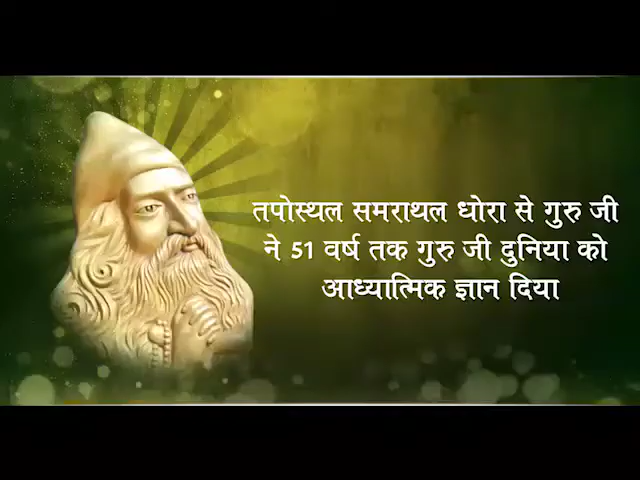 तपोस्थल समराथल धोरा से गुरु जी
ने 51 वर्ष तक गुरु जी दुनिया को
आध्यात्मिक ज्ञान दिया